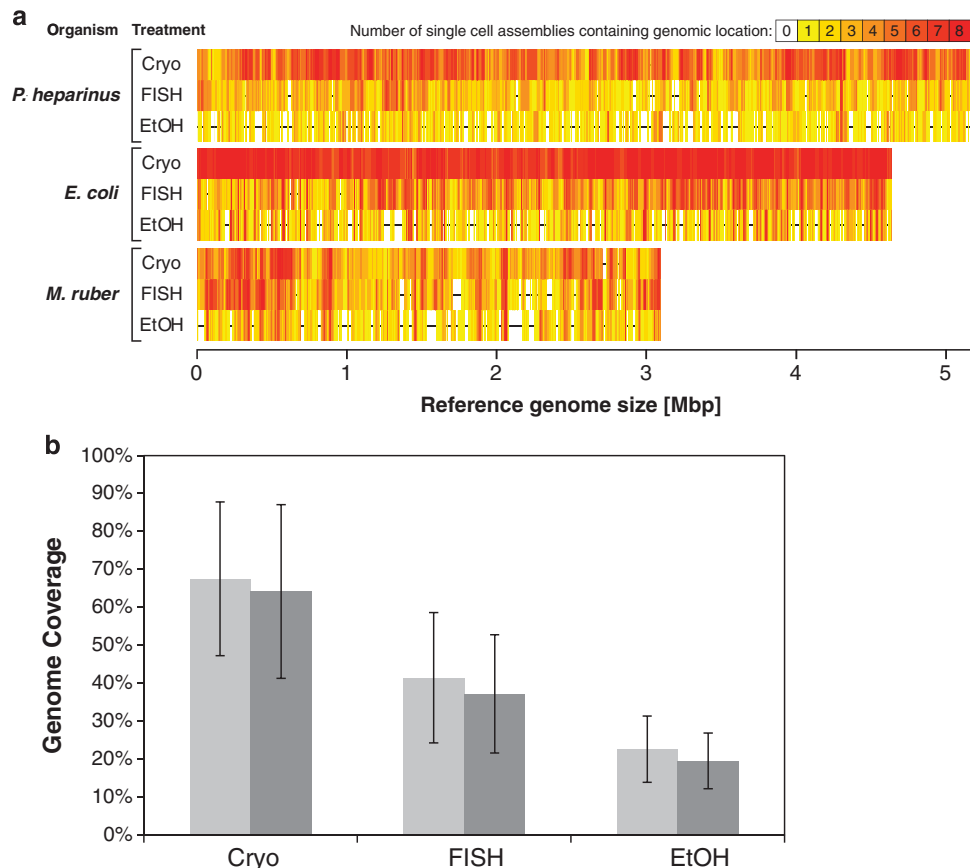 a
Organism Treatment Number of single cell assemblies containing genomic location: 0 1 2 3 4 5 6 7 8
P. heparinus
Cryo
FISH
EtOH
E. coli
Cryo
FISH
EtOH
M. ruber
Cryo
FISH
EtOH
0 1 2 3 4 5
Reference genome size [Mbp]
b
Genome Coverage
100%
90%
80%
70%
60%
50%
40%
30%
20%
10%
0%
Cryo FISH EtOH